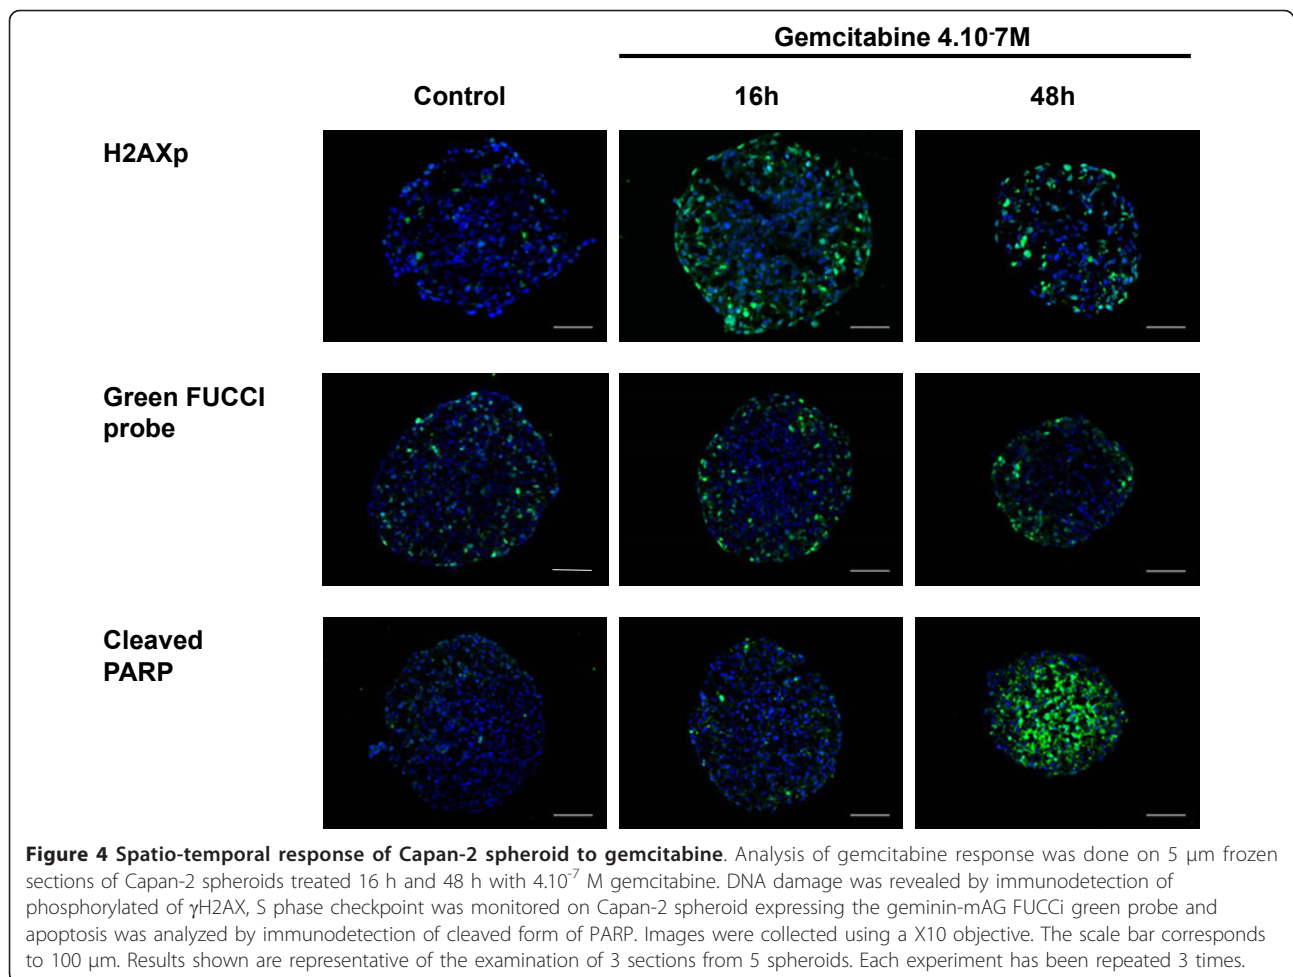 Gemcitabine 4.10-7M
Control 16h 48h
H2AXp
Green FUCCI
probe
Cleaved
PARP
Figure 4 Spatio-temporal response of Capan-2 spheroid to gemcitabine. Analysis of gemcitabine response was done on 5 μm frozen
sections of Capan-2 spheroids treated 16 h and 48 h with 4.10⁻⁷ M gemcitabine. DNA damage was revealed by immunodetection of
phosphorylated of γH2AX, S phase checkpoint was monitored on Capan-2 spheroid expressing the geminin-mAG FUCCi green probe and
apoptosis was analyzed by immunodetection of cleaved form of PARP. Images were collected using a X10 objective. The scale bar corresponds
to 100 μm. Results shown are representative of the examination of 3 sections from 5 spheroids. Each experiment has been repeated 3 times.